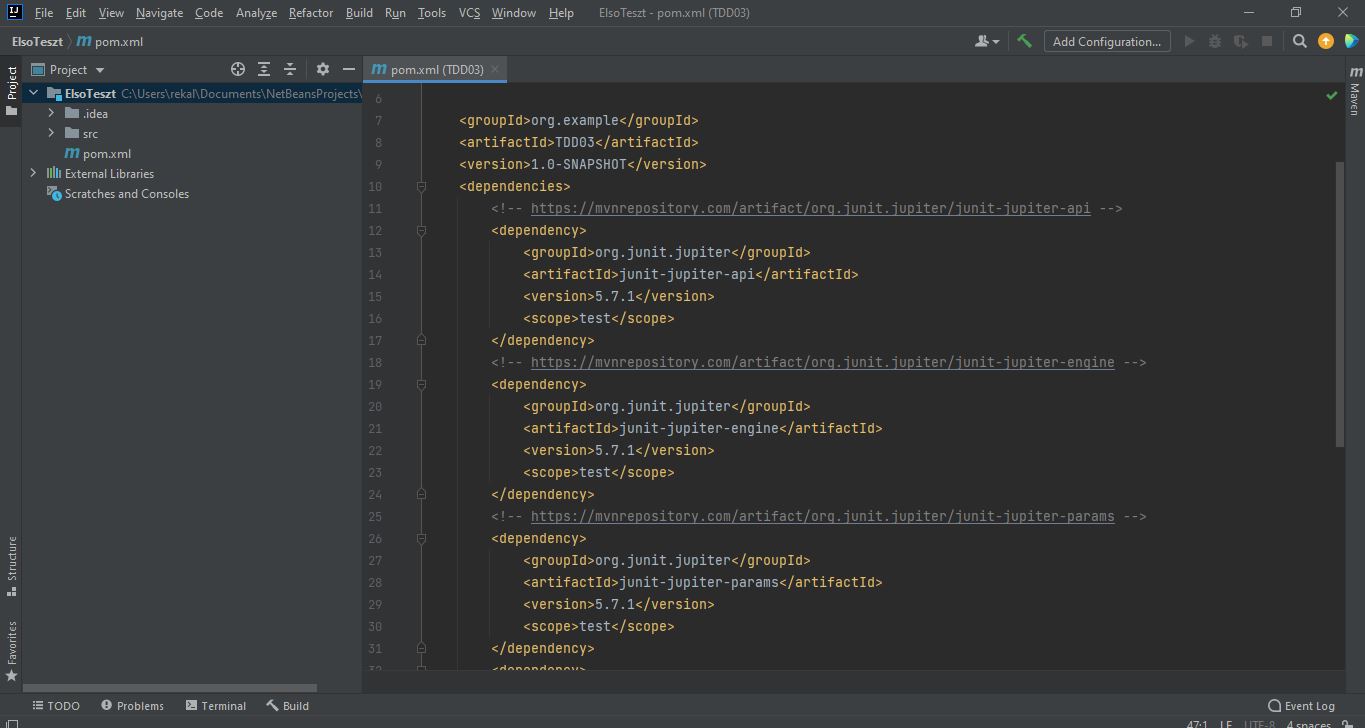 IJ File Edit View Navigate Code Analyze Refactor Build Run Tools VCS Window Help ElsoTeszt - pom.xml (TDD03)
ElsoTeszt m pom.xml Add Configuration...
Project
Project
m pom.xml (TDD03)
m Maven
ElsoTeszt C:\Users\rekal\Documents\NetBeansProjects\
.idea
src
m pom.xml
External Libraries
Scratches and Consoles
6
7 <groupId>org.example</groupId>
8 <artifactId>TDD03</artifactId>
9 <version>1.0-SNAPSHOT</version>
10 <dependencies>
11 <!-- https://mvnrepository.com/artifact/org.junit.jupiter/junit-jupiter-api -->
12 <dependency>
13 <groupId>org.junit.jupiter</groupId>
14 <artifactId>junit-jupiter-api</artifactId>
15 <version>5.7.1</version>
16 <scope>test</scope>
17 </dependency>
18 <!-- https://mvnrepository.com/artifact/org.junit.jupiter/junit-jupiter-engine -->
19 <dependency>
20 <groupId>org.junit.jupiter</groupId>
21 <artifactId>junit-jupiter-engine</artifactId>
22 <version>5.7.1</version>
23 <scope>test</scope>
24 </dependency>
25 <!-- https://mvnrepository.com/artifact/org.junit.jupiter/junit-jupiter-params -->
26 <dependency>
27 <groupId>org.junit.jupiter</groupId>
28 <artifactId>junit-jupiter-params</artifactId>
29 <version>5.7.1</version>
30 <scope>test</scope>
31 </dependency>
32 <dependency>
Structure
Favorites
TODO Problems Terminal Build Event Log
47:1 LF UTF-8 4 spaces